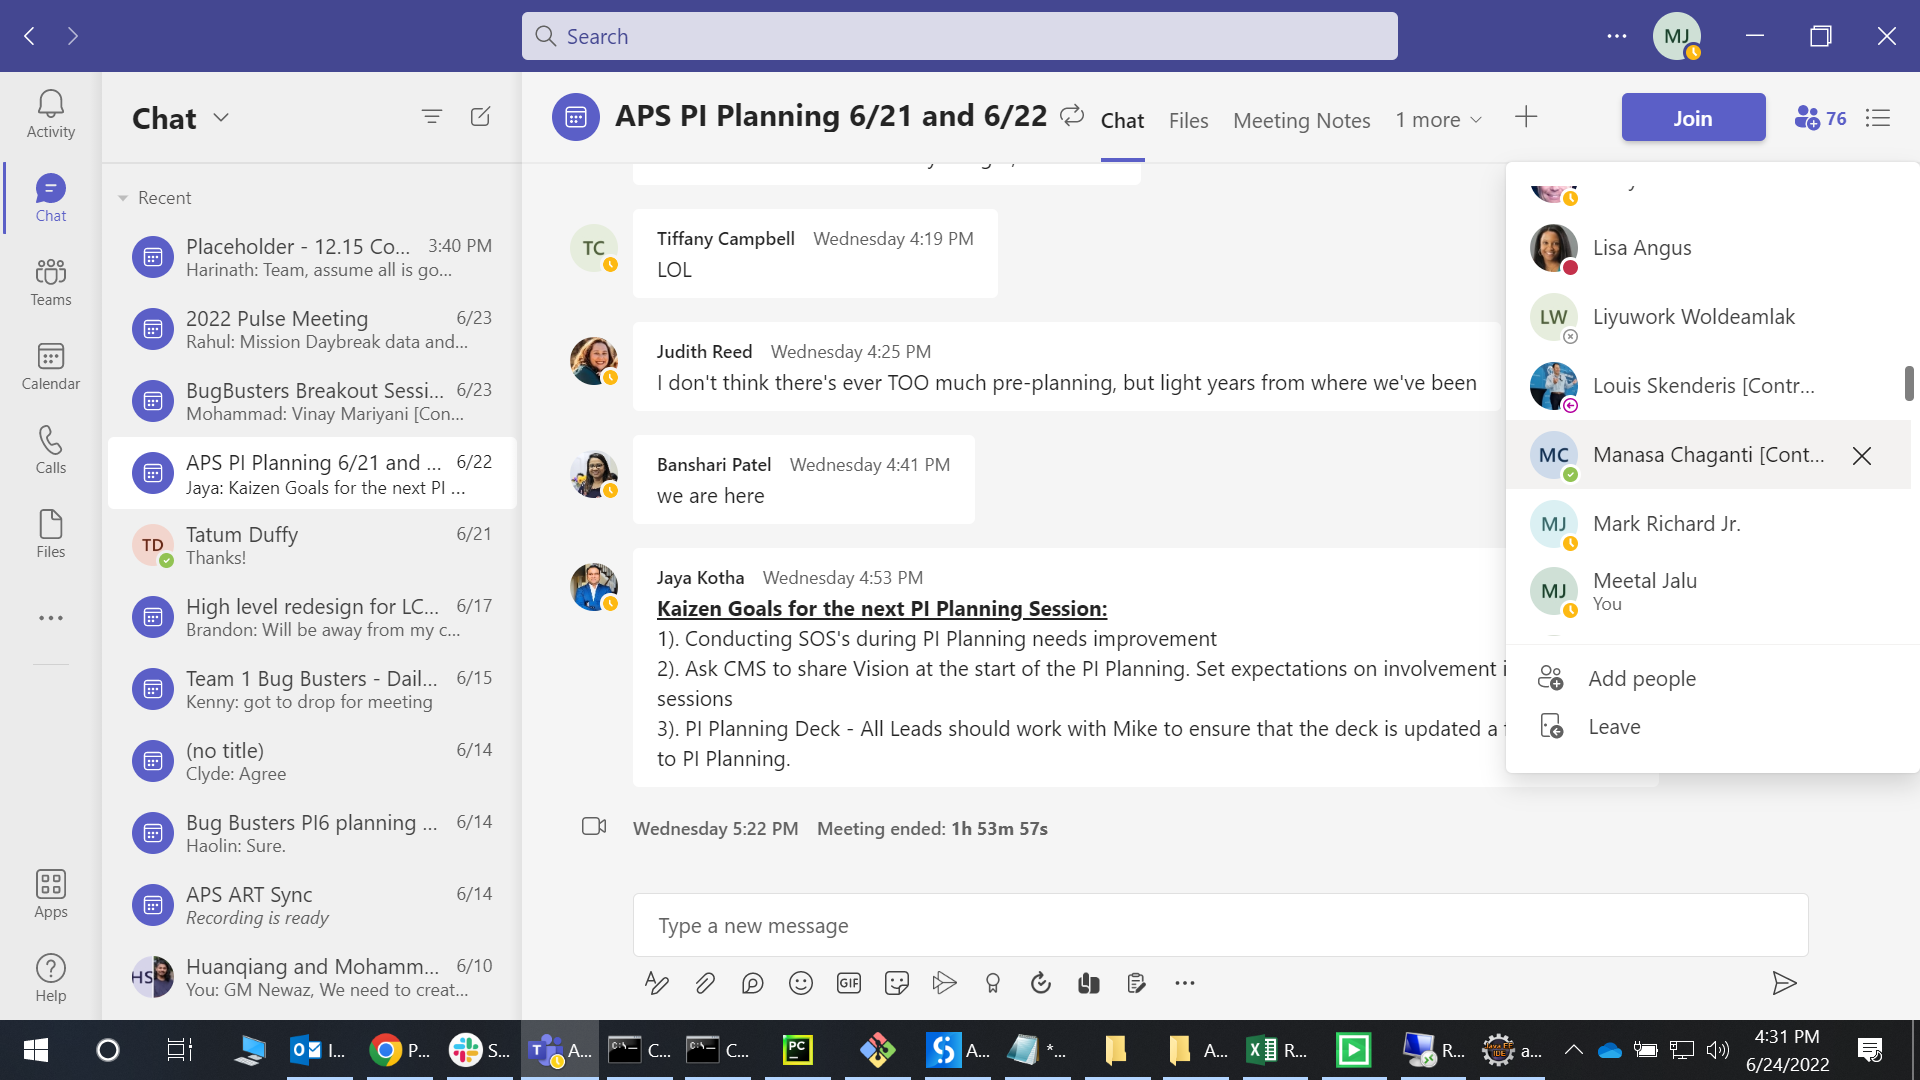 Search
MJ
Activity
Chat
Teams
Calendar
Calls
Files
Apps
Help
Chat
Recent
Placeholder - 12.15 Co... 3:40 PM
Harinath: Team, assume all is go...
2022 Pulse Meeting 6/23
Rahul: Mission Daybreak data and...
BugBusters Breakout Sessi... 6/23
Mohammad: Vinay Mariyani [Con...
APS PI Planning 6/21 and ... 6/22
Jaya: Kaizen Goals for the next PI ...
TD
Tatum Duffy 6/21
Thanks!
High level redesign for LC... 6/17
Brandon: Will be away from my c...
Team 1 Bug Busters - Dail... 6/15
Kenny: got to drop for meeting
(no title) 6/14
Clyde: Agree
Bug Busters PI6 planning ... 6/14
Haolin: Sure.
APS ART Sync 6/14
Recording is ready
HS
Huanqiang and Mohamm... 6/10
You: GM Newaz, We need to creat...
APS PI Planning 6/21 and 6/22 Chat Files Meeting Notes 1 more
Join 76
TC
Tiffany Campbell Wednesday 4:19 PM
LOL
Judith Reed Wednesday 4:25 PM
I don't think there's ever TOO much pre-planning, but light years from where we've been
Banshari Patel Wednesday 4:41 PM
we are here
Jaya Kotha Wednesday 4:53 PM
Kaizen Goals for the next PI Planning Session:
1). Conducting SOS's during PI Planning needs improvement
2). Ask CMS to share Vision at the start of the PI Planning. Set expectations on involvement i
sessions
3). PI Planning Deck - All Leads should work with Mike to ensure that the deck is updated a
to PI Planning.
Wednesday 5:22 PM Meeting ended: 1h 53m 57s
Type a new message
GIF
Lisa Angus
LW Liyuwork Woldeamlak
Louis Skenderis [Contr...
MC Manasa Chaganti [Cont...
MJ Mark Richard Jr.
MJ Meetal Jalu
You
Add people
Leave
I... P... S... A... C... C... PC A... *... A... R... R... a...
4:31 PM
6/24/2022